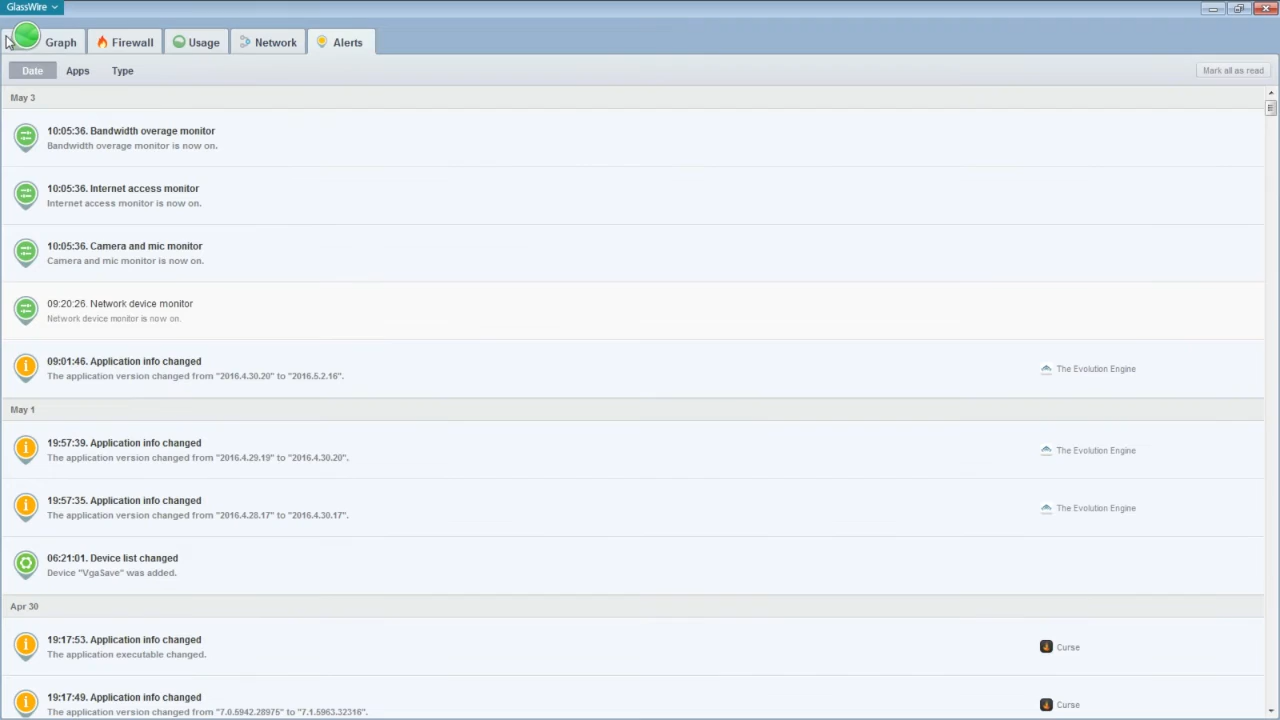 GlassWire
Graph
Firewall
Usage
Network
Alerts
Date
Apps
Type
Mark all as read
May 3
10:05:36. Bandwidth overage monitor
Bandwidth overage monitor is now on.
10:05:36. Internet access monitor
Internet access monitor is now on.
10:05:36. Camera and mic monitor
Camera and mic monitor is now on.
09:20:26. Network device monitor
Network device monitor is now on.
09:01:46. Application info changed
The application version changed from "2016.4.30.20" to "2016.5.2.16".
The Evolution Engine
May 1
19:57:39. Application info changed
The application version changed from "2016.4.29.19" to "2016.4.30.20".
The Evolution Engine
19:57:35. Application info changed
The application version changed from "2016.4.28.17" to "2016.4.30.17".
The Evolution Engine
06:21:01. Device list changed
Device "VgaSave" was added.
Apr 30
19:17:53. Application info changed
The application executable changed.
Curse
19:17:49. Application info changed
The application version changed from "7.0.5942.28975" to "7.1.5963.32316".
Curse